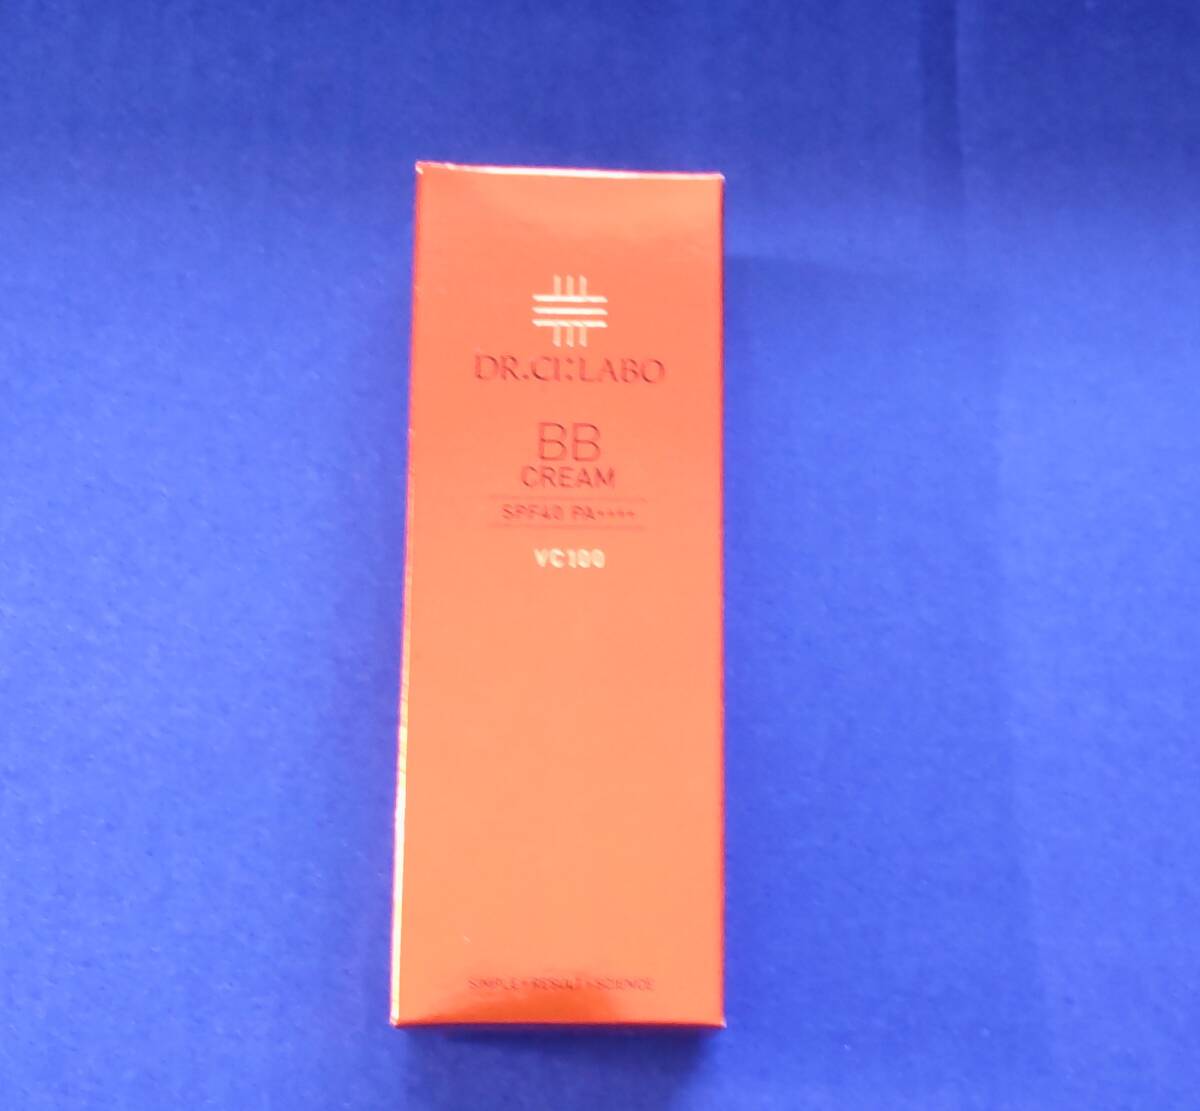 DR.CI:LABO
BB
CREAM
SPF40 PA++++
VC100
SIMPLE+RESULT+SCIENCE